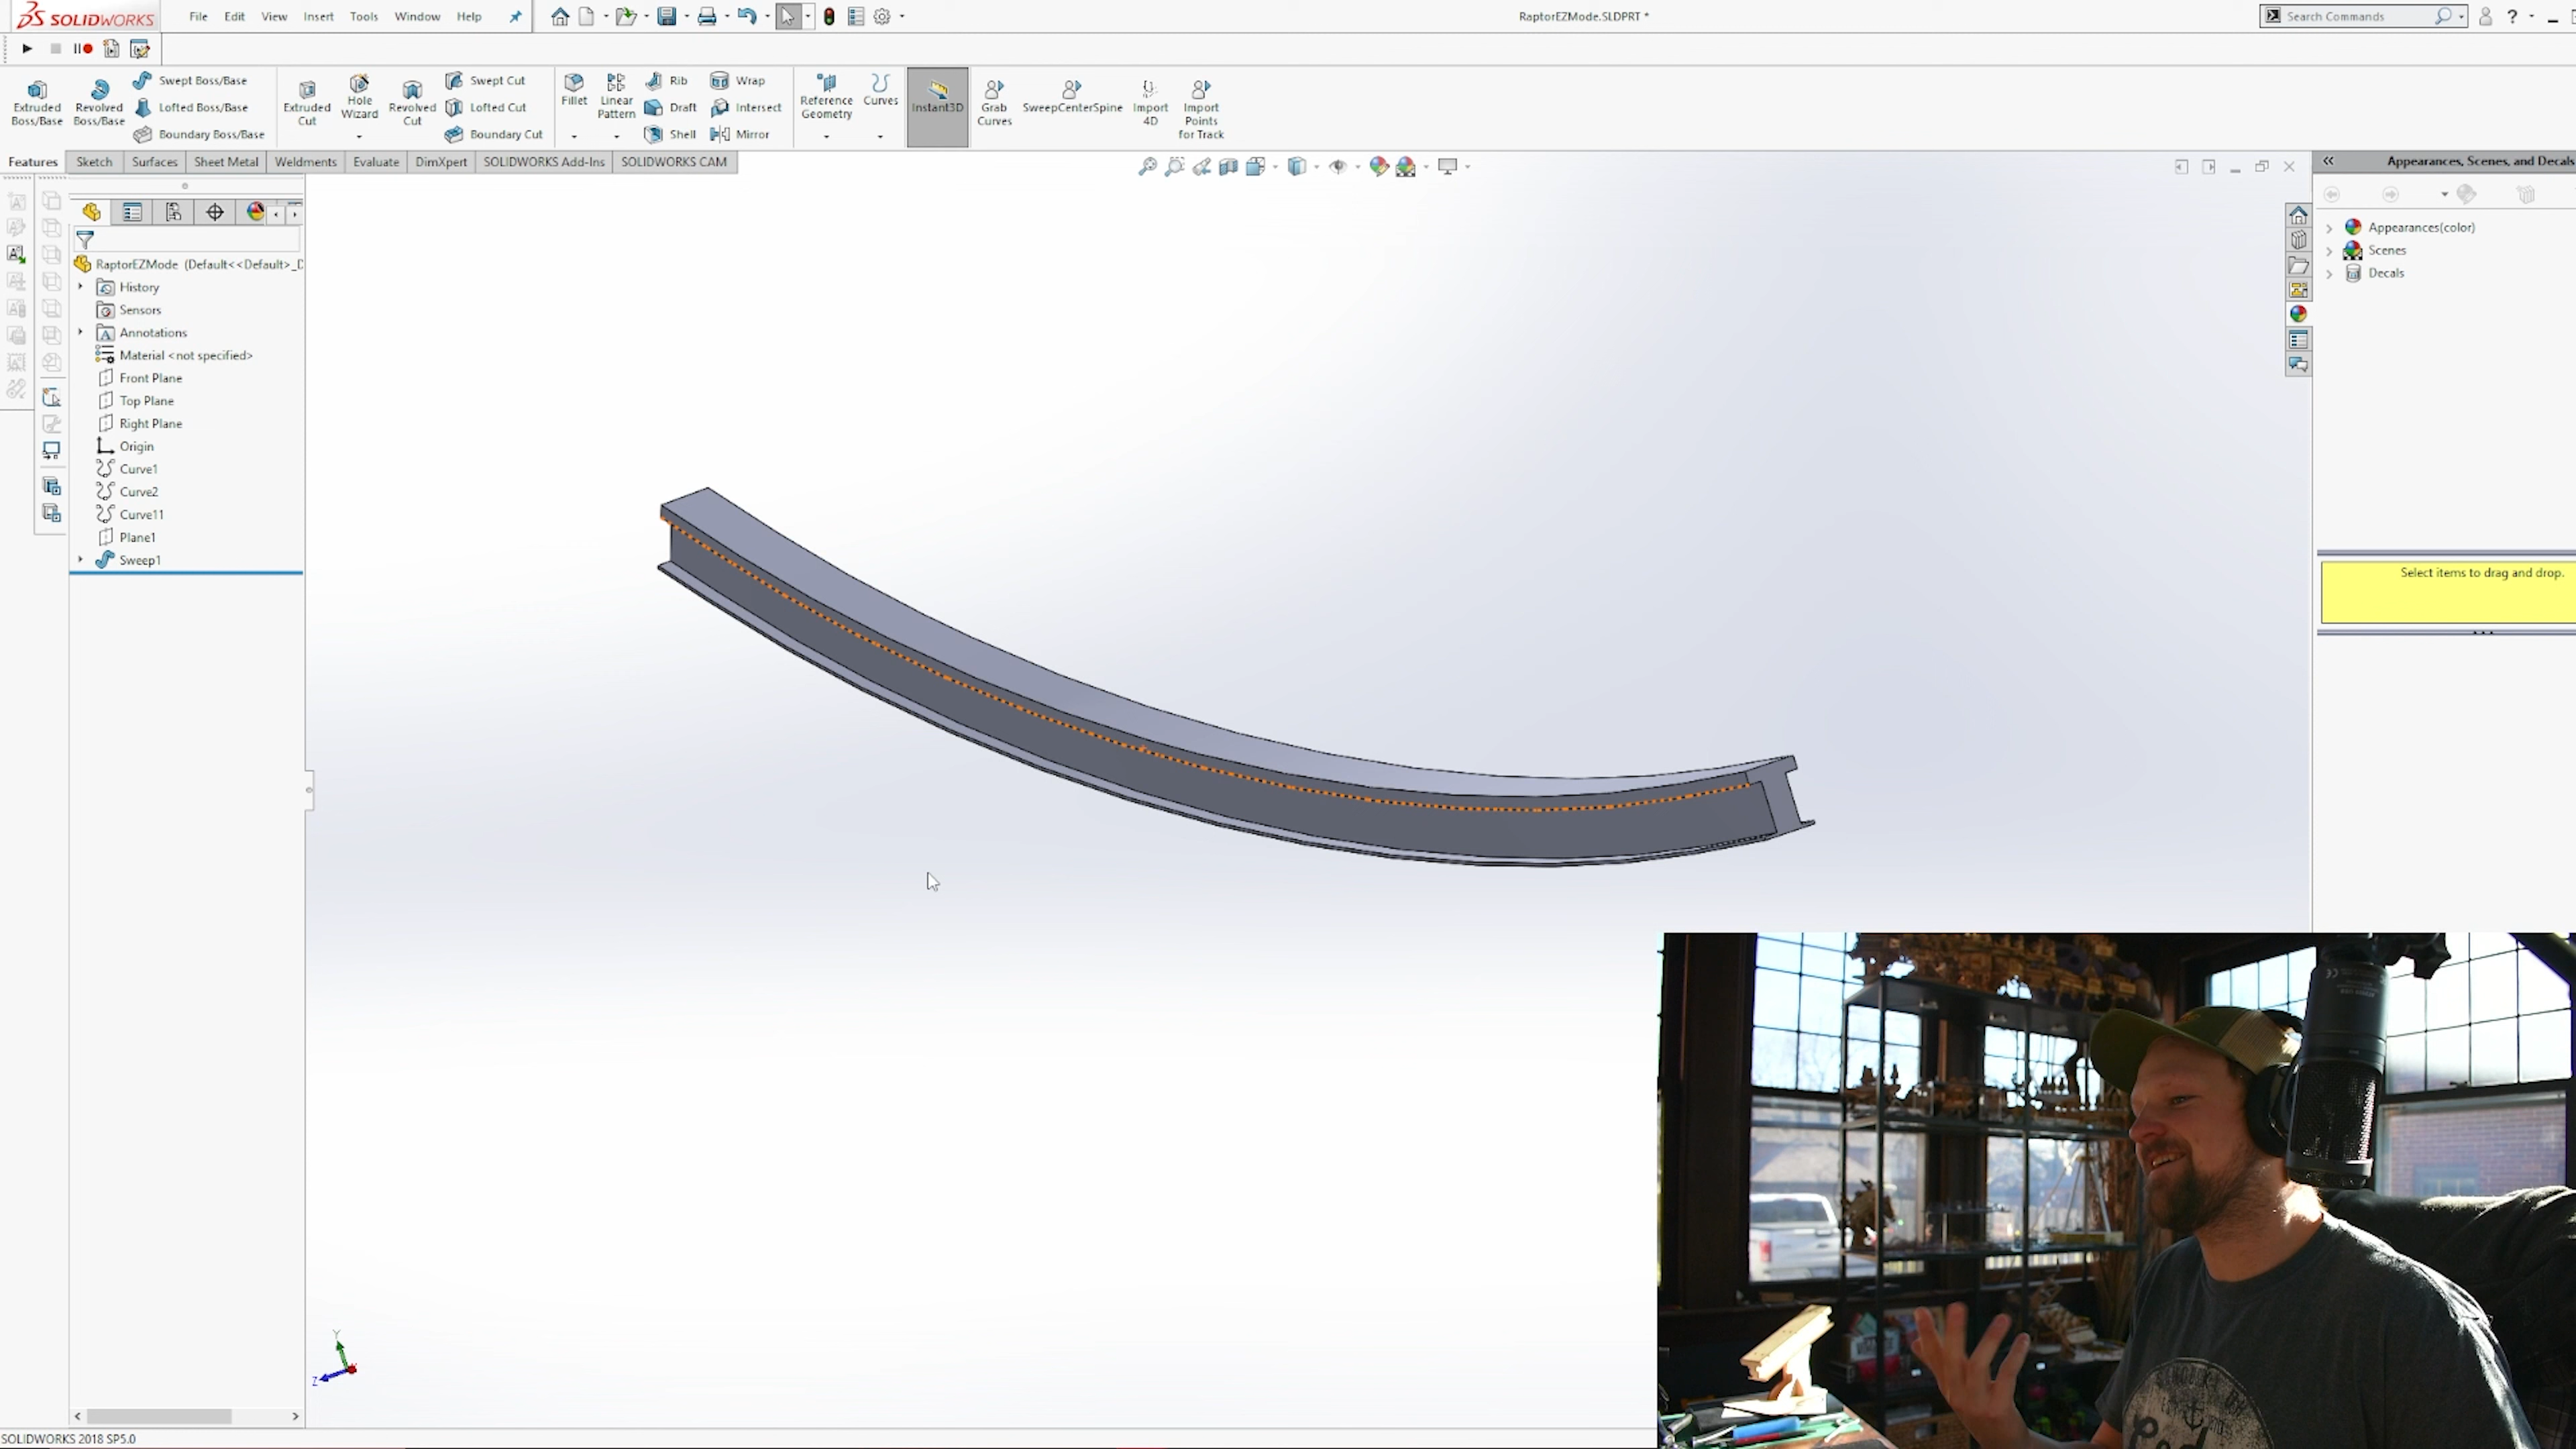 SOLIDWORKS File Edit View Insert Tools Window Help RaptorEZMode.SLDPRT * Search Commands ?
Extruded Boss/Base
Revolved Boss/Base
Swept Boss/Base
Lofted Boss/Base
Boundary Boss/Base
Extruded Cut
Hole Wizard
Revolved Cut
Swept Cut
Lofted Cut
Boundary Cut
Fillet
Linear Pattern
Rib
Draft
Shell
Wrap
Intersect
Mirror
Reference Geometry
Curves
Instant3D
Grab Curves
SweepCenterSpine
Import 4D
Import Points for Track
Features Sketch Surfaces Sheet Metal Weldments Evaluate DimXpert SOLIDWORKS Add-Ins SOLIDWORKS CAM
Appearances, Scenes, and Decals
RaptorEZMode (Default<<Default>_D
History
Sensors
Annotations
Material <not specified>
Front Plane
Top Plane
Right Plane
Origin
Curve1
Curve2
Curve11
Plane1
Sweep1
Appearances(color)
Scenes
Decals
Select items to drag and drop.
Y
Z
SOLIDWORKS 2018 SP5.0